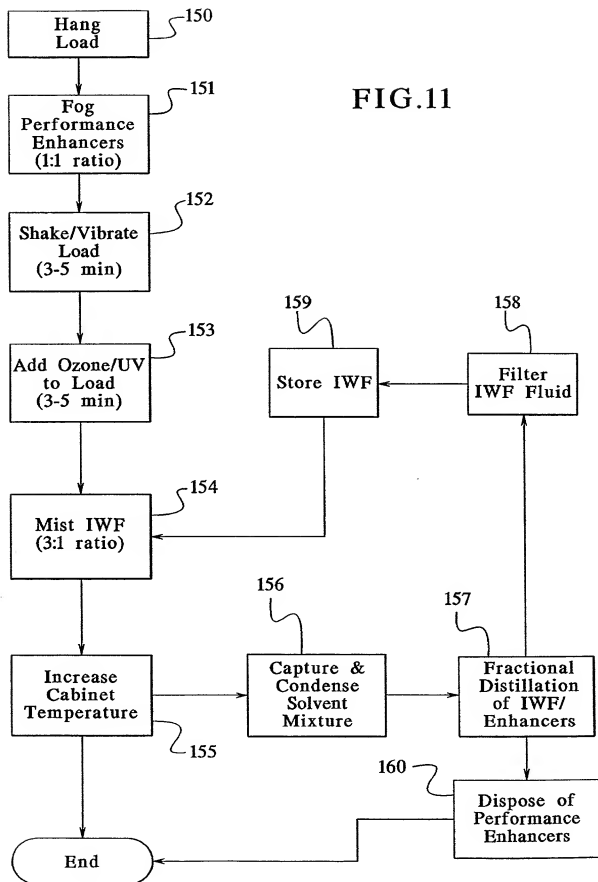 Hang
Load
150
Fog
Performance
Enhancers
(1:1 ratio)
151
FIG.11
Shake/Vibrate
Load
(3-5 min)
152
Add Ozone/UV
to Load
(3-5 min)
153
159
Store IWF
158
Filter
IWF Fluid
Mist IWF
(3:1 ratio)
154
Increase
Cabinet
Temperature
155
156
Capture &
Condense
Solvent
Mixture
157
Fractional
Distillation
of IWF/
Enhancers
160
Dispose of
Performance
Enhancers
End